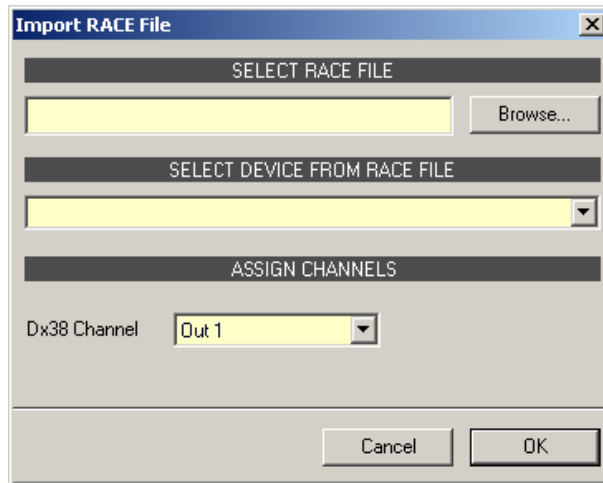 Import RACE File
SELECT RACE FILE
Browse...
SELECT DEVICE FROM RACE FILE
ASSIGN CHANNELS
Dx38 Channel Out 1
Cancel OK